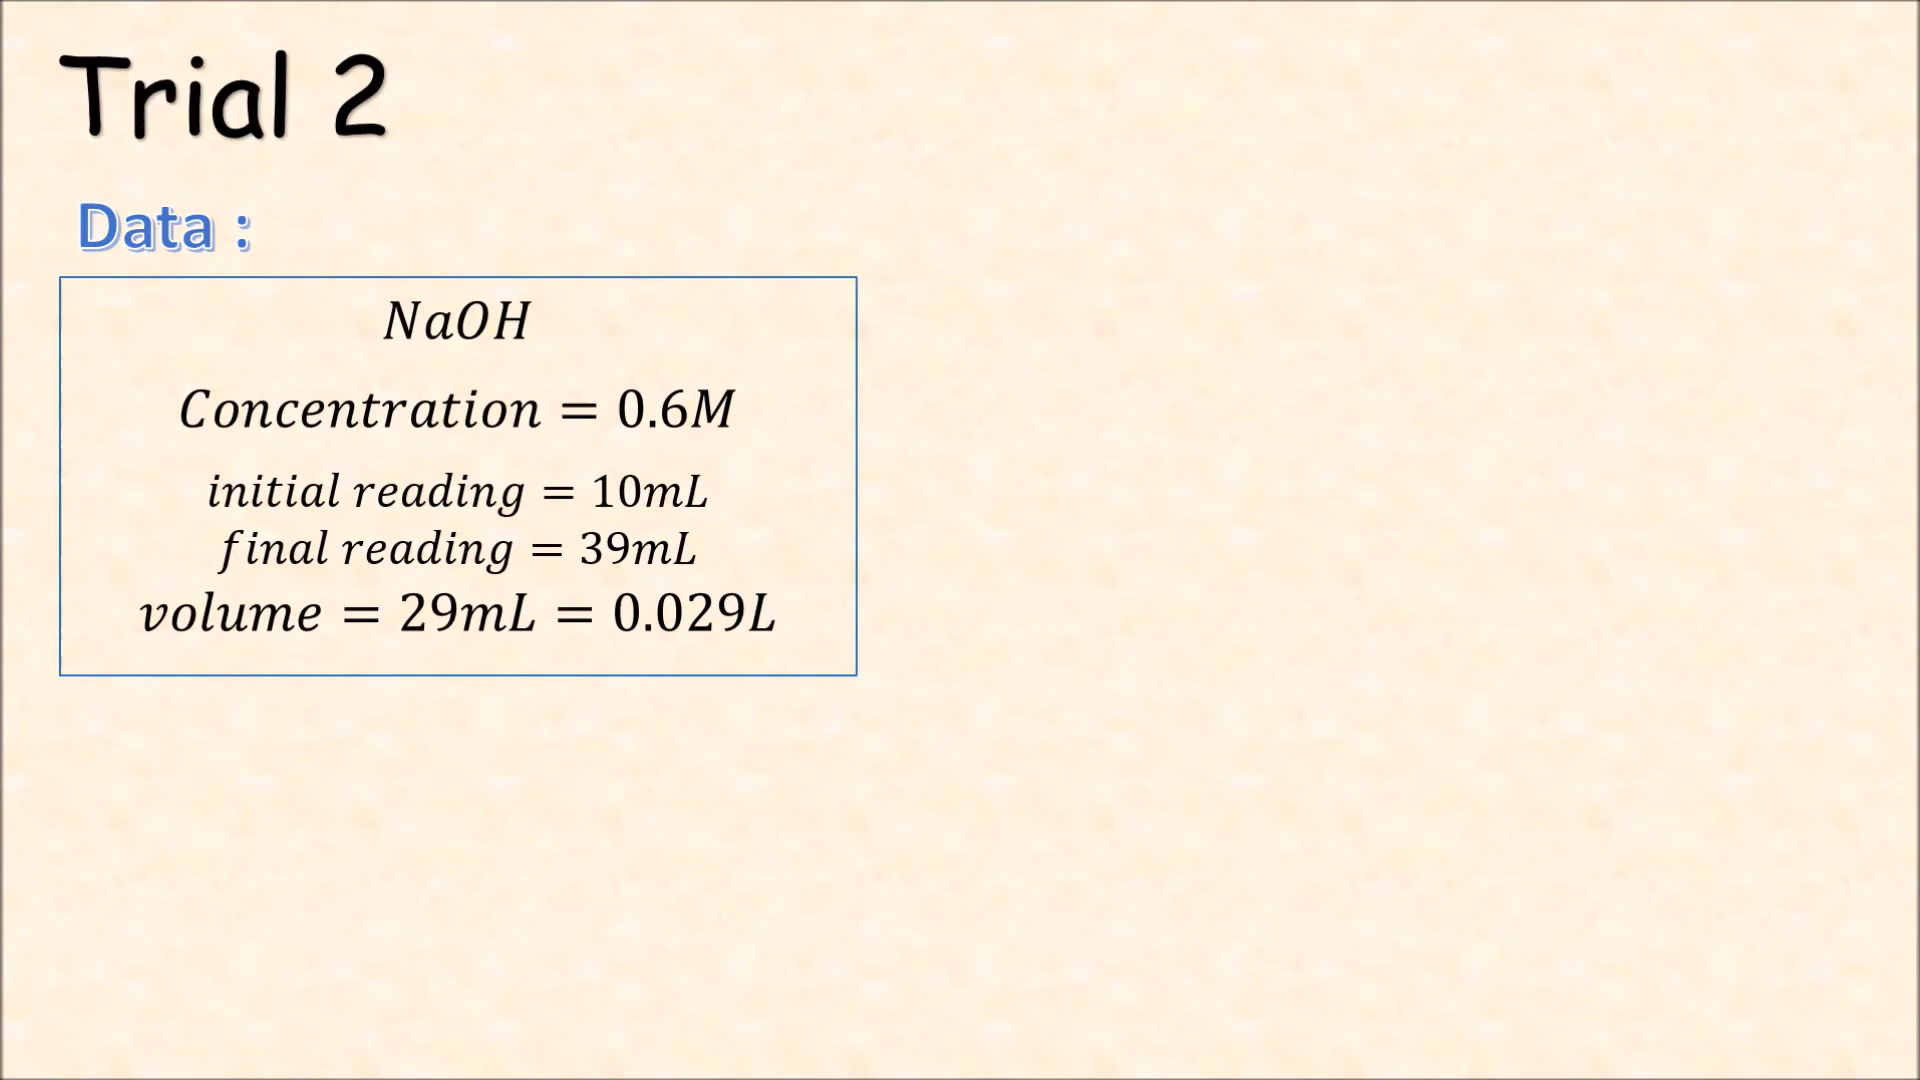 Trial 2
Data :
NaOH
Concentration = 0.6M
initial reading = 10mL
final reading = 39mL
volume = 29mL = 0.029L